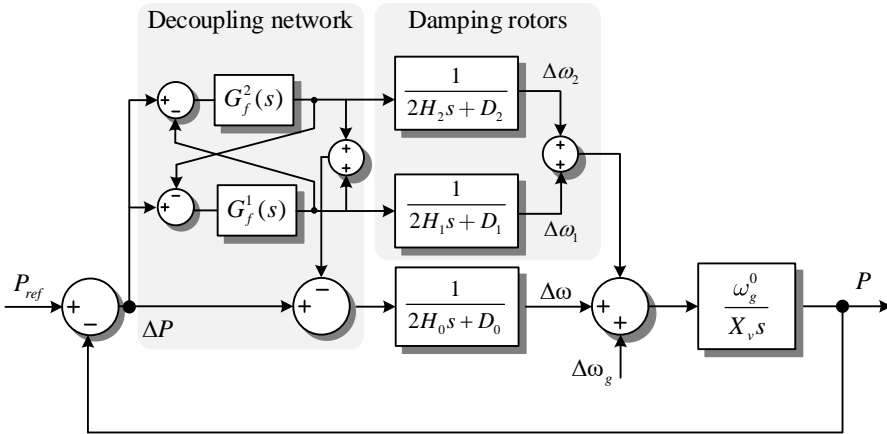 Decoupling network
Damping rotors
+ − G_f^2(s)
1 / (2H_2 s + D_2)
Δω_2
+ +
+ +
+ − G_f^1(s)
1 / (2H_1 s + D_1)
Δω_1
P_ref
+ −
ΔP
+ −
1 / (2H_0 s + D_0)
Δω
+ + +
Δω_g
ω_g^0 / (X_v s)
P